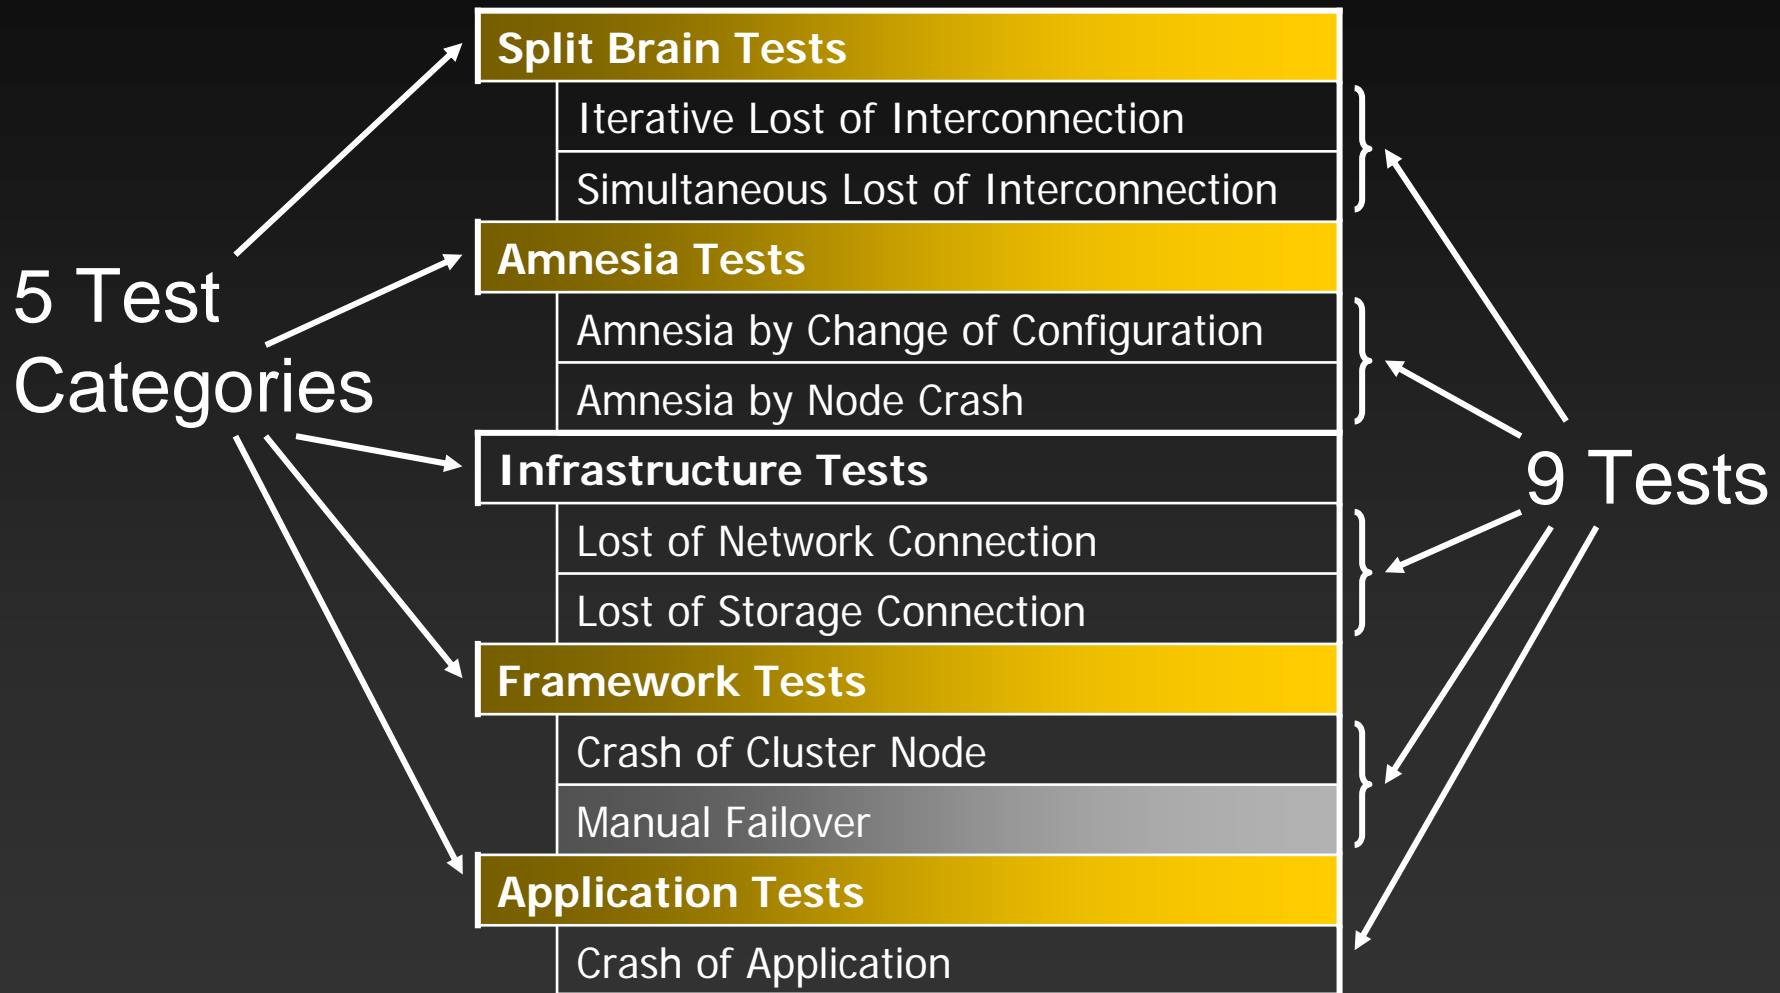 5 Test
Categories
Split Brain Tests
Iterative Lost of Interconnection
Simultaneous Lost of Interconnection
Amnesia Tests
Amnesia by Change of Configuration
Amnesia by Node Crash
Infrastructure Tests
Lost of Network Connection
Lost of Storage Connection
Framework Tests
Crash of Cluster Node
Manual Failover
Application Tests
Crash of Application
9 Tests